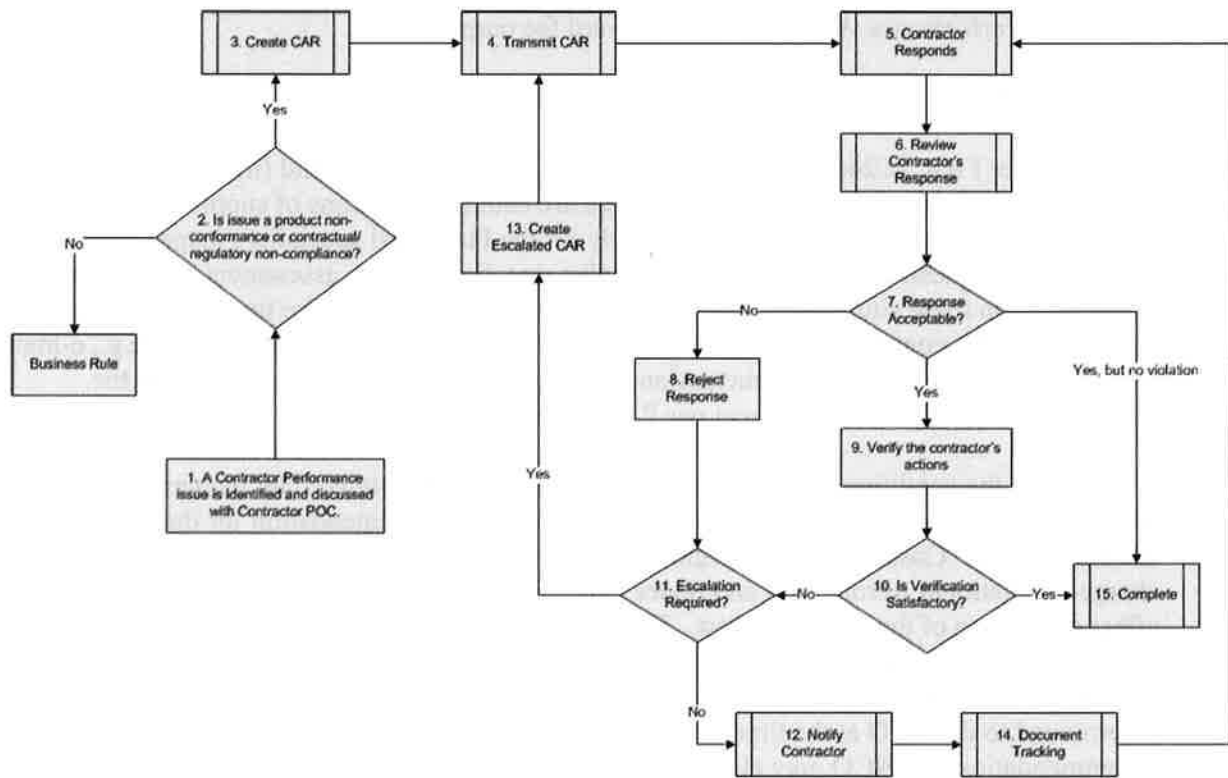 3. Create CAR
4. Transmit CAR
5. Contractor
Responds
Yes
6. Review
Contractor's
Response
2. Is issue a product non-
conformance or contractual/
regulatory non-compliance?
No
13. Create
Escalated CAR
7. Response
Acceptable?
No
Business Rule
8. Reject
Response
Yes
Yes, but no violation
9. Verify the contractor's
actions
1. A Contractor Performance
issue is identified and discussed
with Contractor POC.
Yes
11. Escalation
Required?
No
10. Is Verification
Satisfactory?
Yes
15. Complete
No
12. Notify
Contractor
14. Document
Tracking